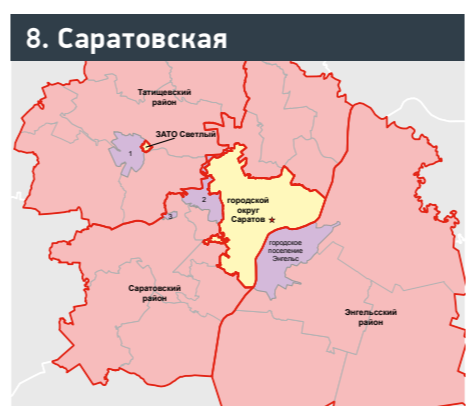 8. Саратовская
Татищевский
район
ЗАТО Светлый
1
2
городской
округ
Саратов
3
городское
поселение
Энгельс
Саратовский
район
Энгельсский
район